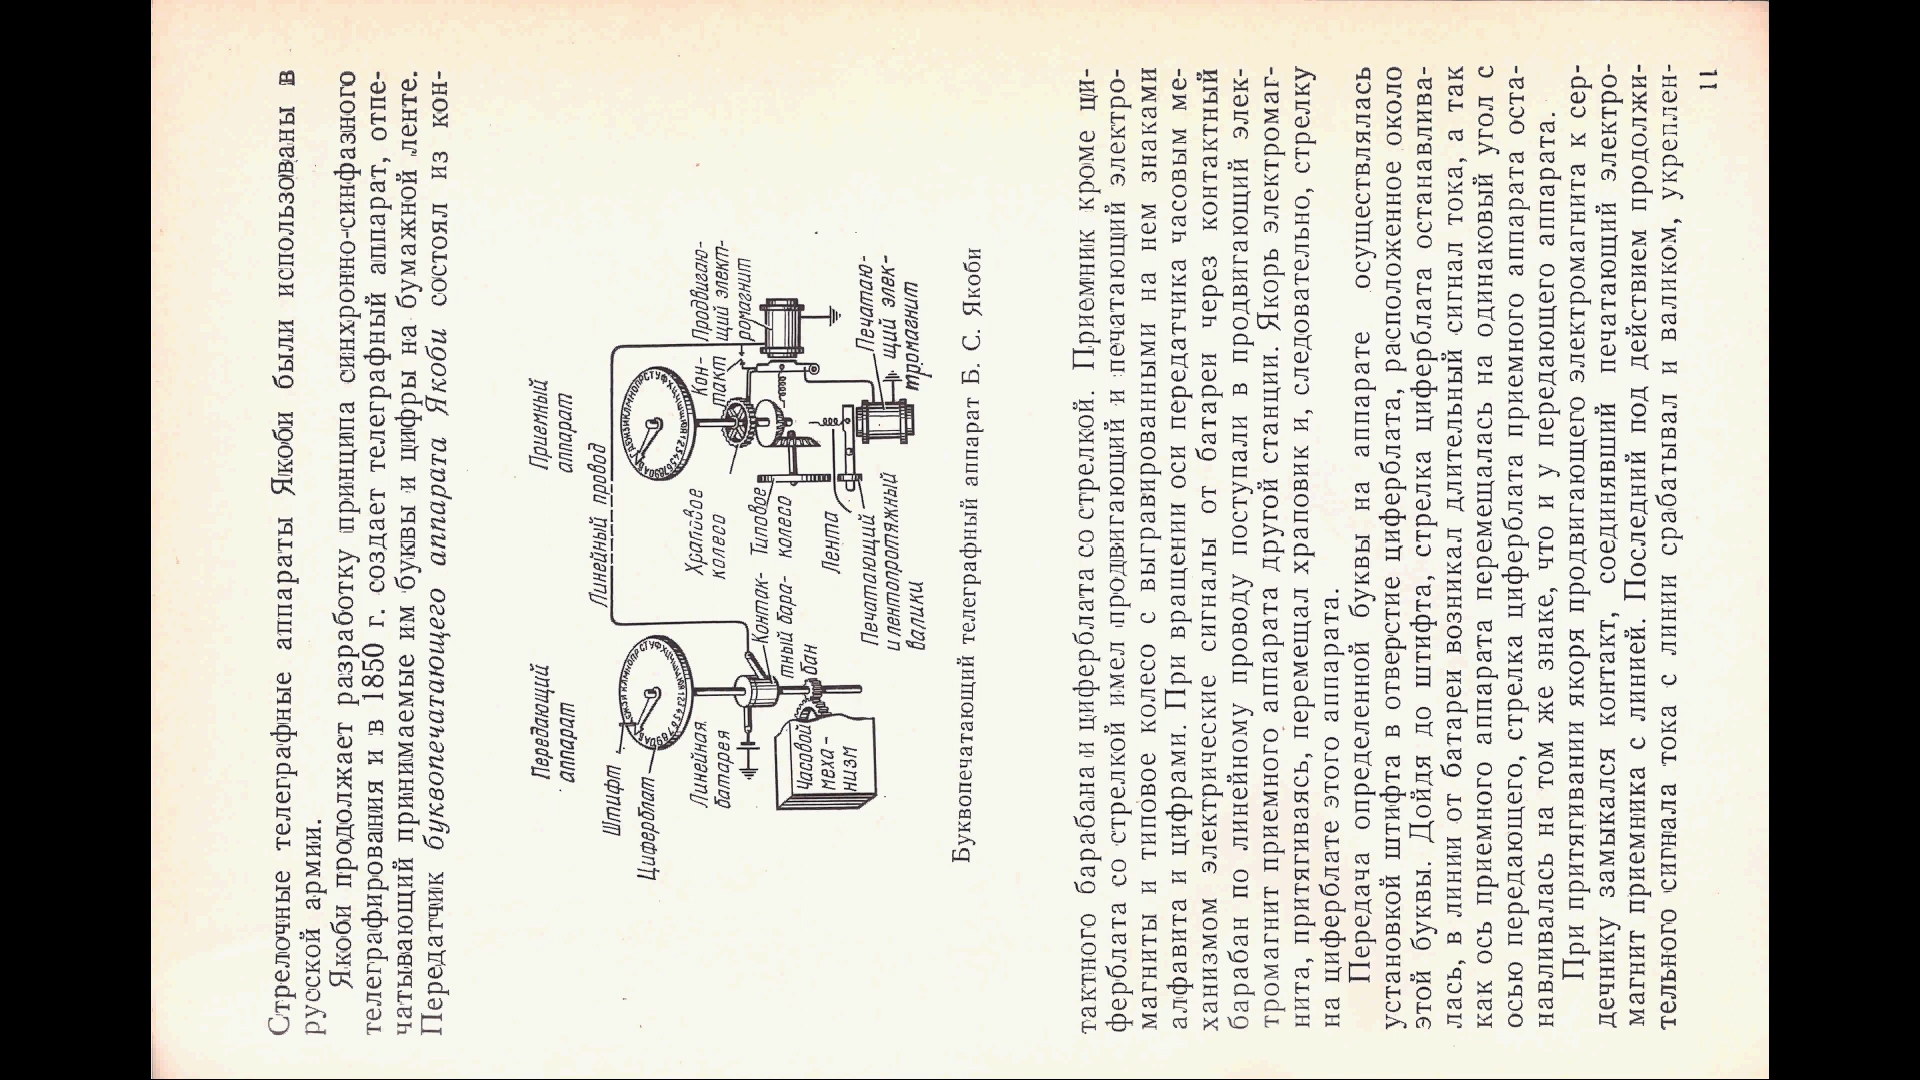 Стрелочные телеграфные аппараты Якоби были использованы в
русской армии.
Якоби продолжает разработку принципа синхронно-синфазного
телеграфирования и в 1850 г. создает телеграфный аппарат, отпе-
чатывающий принимаемые им буквы и цифры на бумажной ленте.
Передатчик буквопечатающего аппарата Якоби состоял из кон-
Передающий
аппарат
Приемный
аппарат
Линейный провод
Штифт
Циферблат
Линейная
батарея
Часовой
меха-
низм
Контак-
тный бара-
бан
колесо
Типовое
колесо
Лента
Печатающий
и лентопротяжный
валики
Кон-
такт
Продвигаю-
щий элект-
ромагнит
Печатаю-
щий элек-
тромагнит
Буквопечатающий телеграфный аппарат Б. С. Якоби
тактного барабана и циферблата со стрелкой. Приемник кроме ци-
ферблата со стрелкой имел продвигающий и печатающий электро-
магниты и типовое колесо с выгравированными на нем знаками
алфавита и цифрами. При вращении оси передатчика часовым ме-
ханизмом электрические сигналы от батареи через контактный
барабан по линейному проводу поступали в продвигающий элек-
тромагнит приемного аппарата другой станции. Якорь электромаг-
нита, притягиваясь, перемещал храповик и, следовательно, стрелку
на циферблате этого аппарата.
Передача определенной буквы на аппарате осуществлялась
установкой штифта в отверстие циферблата, расположенное около
этой буквы. Дойдя до штифта, стрелка циферблата останавлива-
лась, в линии от батареи возникал длительный сигнал тока, а так
как ось приемного аппарата перемещалась на одинаковый угол с
осью передающего, стрелка циферблата приемного аппарата оста-
навливалась на том же знаке, что и у передающего аппарата.
При притягивании якоря продвигающего электромагнита к сер-
дечнику замыкался контакт, соединявший печатающий электро-
магнит приемника с линией. Последний под действием продолжи-
тельного сигнала тока с линии срабатывал и валиком, укреплен-
11